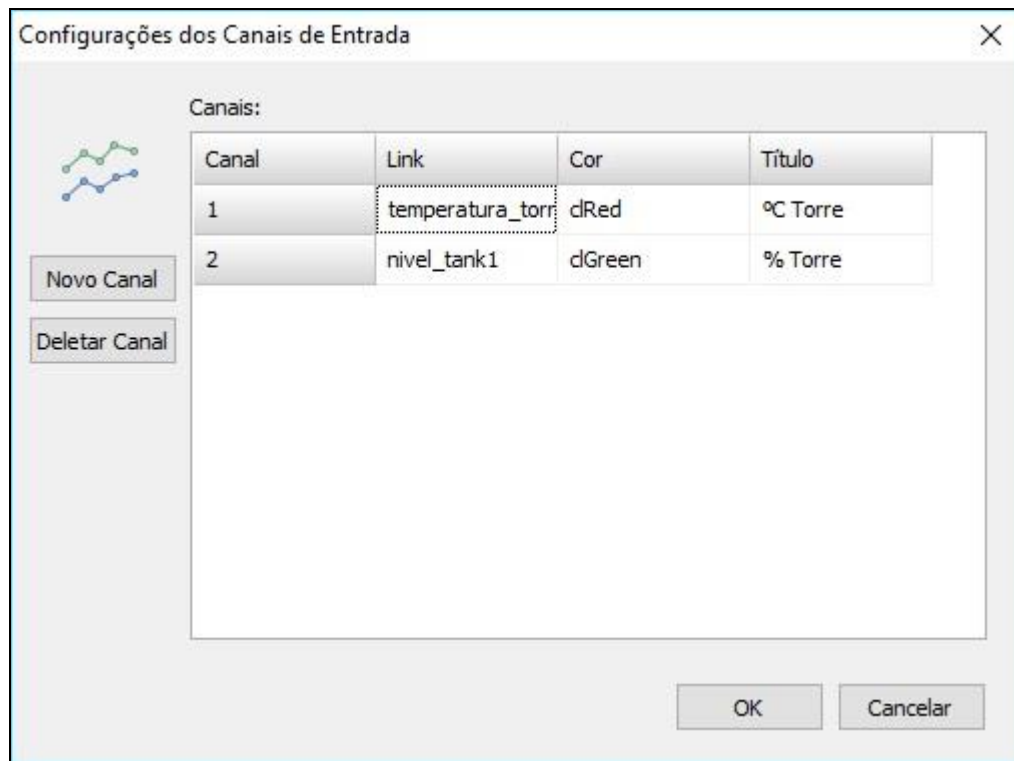 Configurações dos Canais de Entrada
Canais:
Canal Link Cor Título
1 temperatura_torr clRed ºC Torre
2 nivel_tank1 clGreen % Torre
Novo Canal
Deletar Canal
OK Cancelar